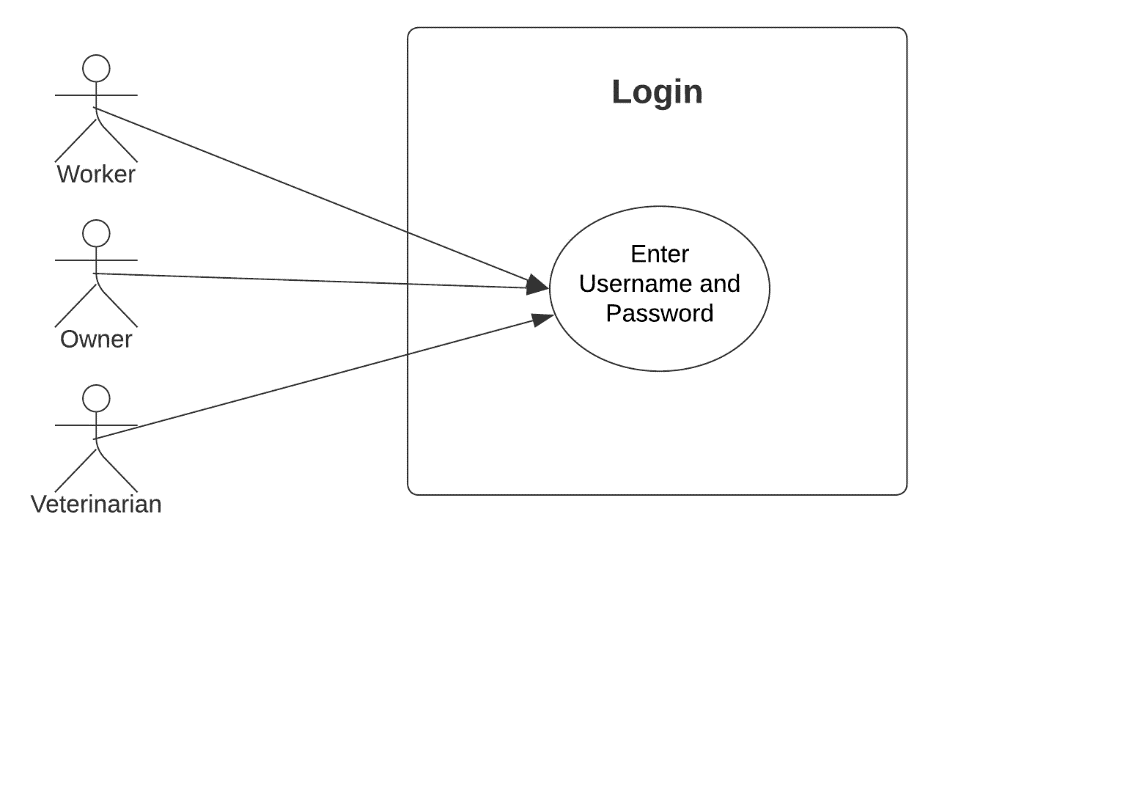 Login
Worker
Owner
Veterinarian
Enter
Username and
Password